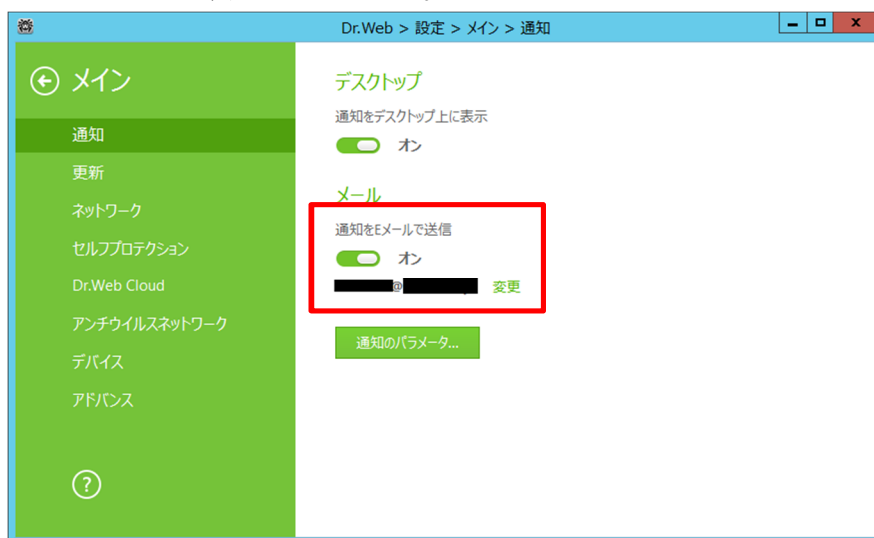 Dr.Web > 設定 > メイン > 通知
メイン
通知
更新
ネットワーク
セルフプロテクション
Dr.Web Cloud
アンチウイルスネットワーク
デバイス
アドバンス
?
デスクトップ
通知をデスクトップ上に表示
オン
メール
通知をEメールで送信
オン
@ 変更
通知のパラメータ...